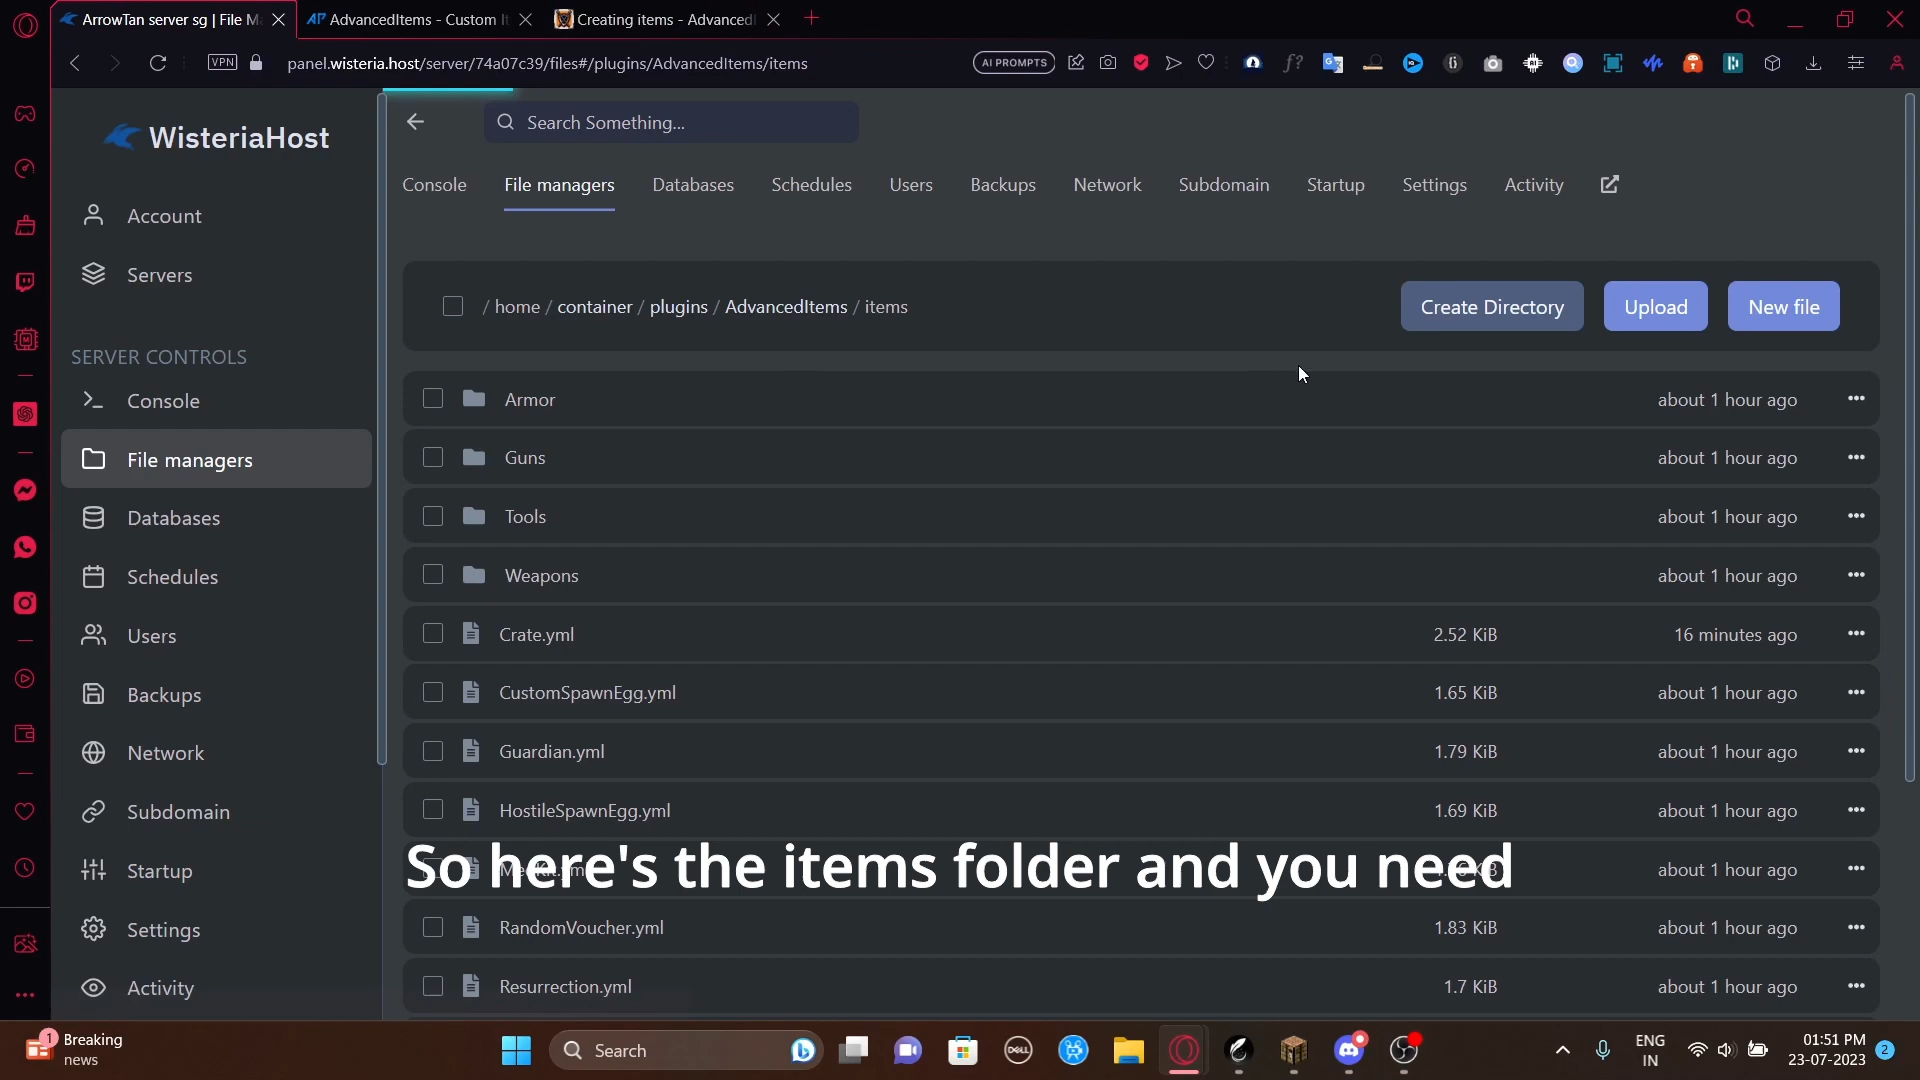 ArrowTan server sg | File Ma
AdvancedItems - Custom It
Creating items - Advanced
VPN
panel.wisteria.host/server/74a07c39/files#/plugins/AdvancedItems/items
AI PROMPTS
WisteriaHost
Search Something...
Account
Servers
SERVER CONTROLS
Console
File managers
Databases
Schedules
Users
Backups
Network
Subdomain
Startup
Settings
Activity
Console File managers Databases Schedules Users Backups Network Subdomain Startup Settings Activity
/ home / container / plugins / AdvancedItems / items
Create Directory
Upload
New file
Armor about 1 hour ago
Guns about 1 hour ago
Tools about 1 hour ago
Weapons about 1 hour ago
Crate.yml 2.52 KiB 16 minutes ago
CustomSpawnEgg.yml 1.65 KiB about 1 hour ago
Guardian.yml 1.79 KiB about 1 hour ago
HostileSpawnEgg.yml 1.69 KiB about 1 hour ago
about 1 hour ago
So here's the items folder and you need
RandomVoucher.yml 1.83 KiB about 1 hour ago
Resurrection.yml 1.7 KiB about 1 hour ago
1
Breaking
news
Search
DELL
ENG
IN
01:51 PM
23-07-2023
2